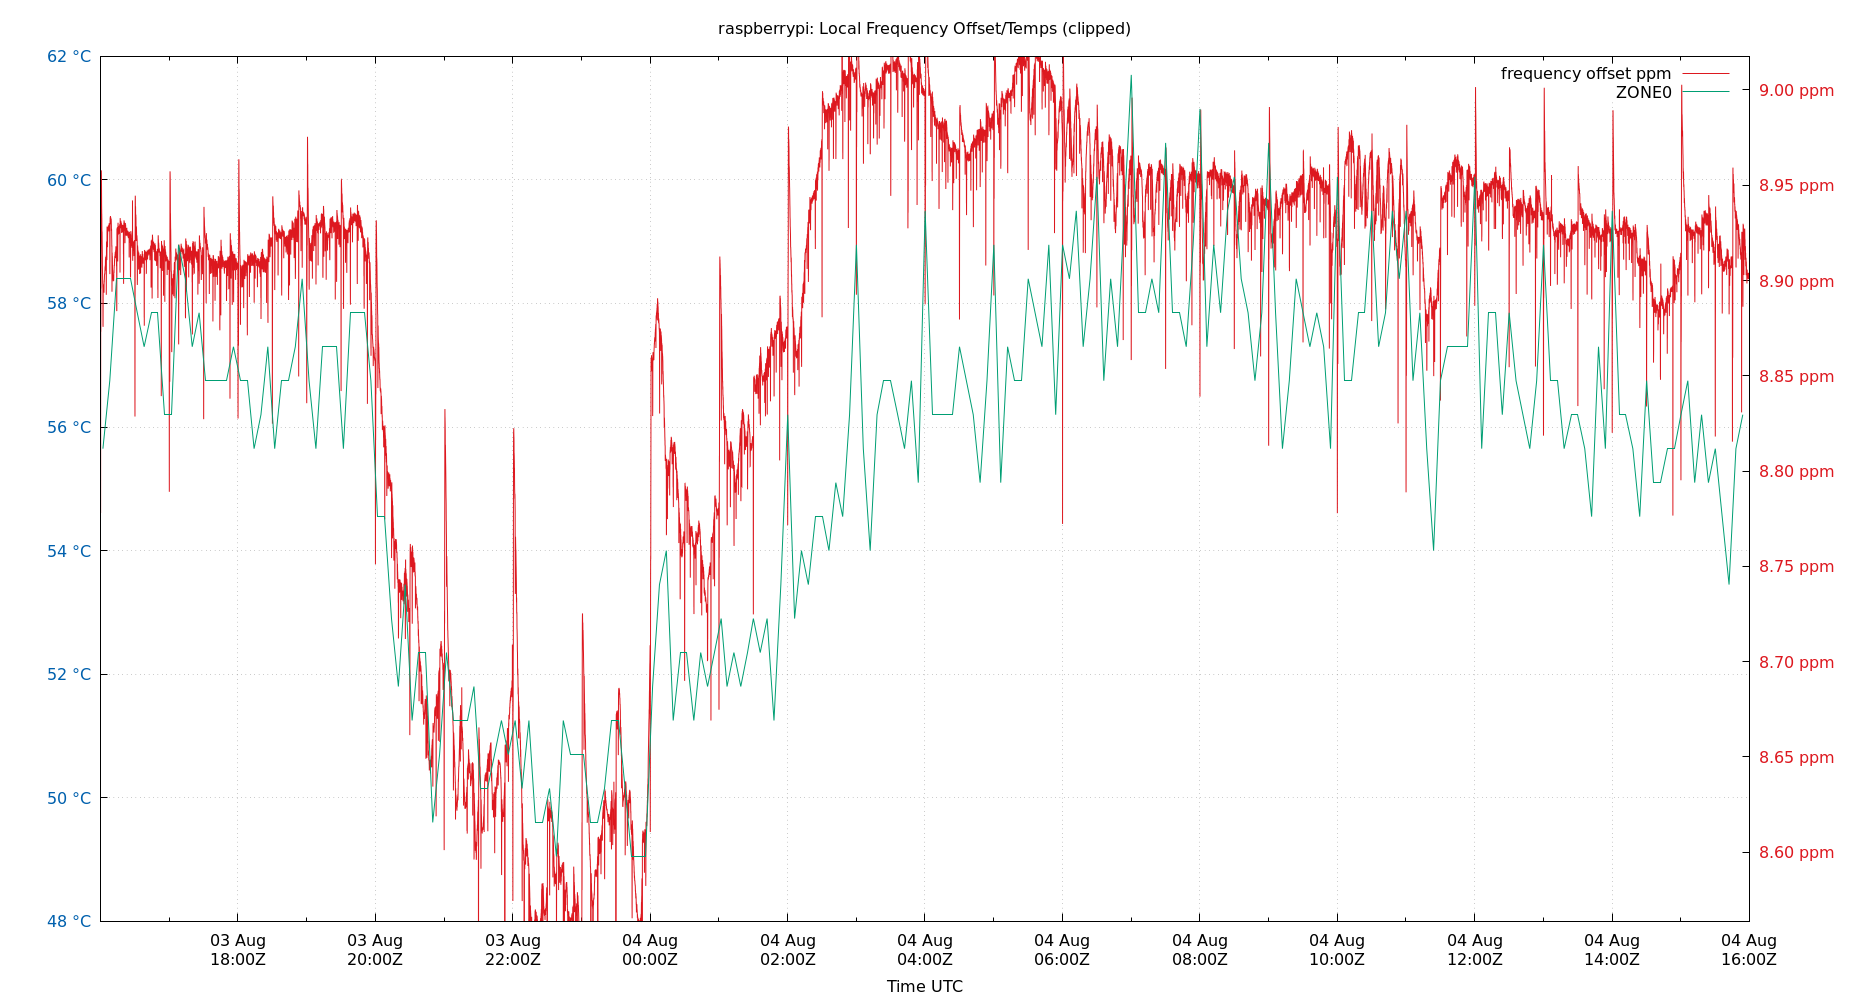 raspberrypi: Local Frequency Offset/Temps (clipped)
62 °C
60 °C
58 °C
56 °C
54 °C
52 °C
50 °C
48 °C
frequency offset ppm
ZONE0
9.00 ppm
8.95 ppm
8.90 ppm
8.85 ppm
8.80 ppm
8.75 ppm
8.70 ppm
8.65 ppm
8.60 ppm
03 Aug
18:00Z
03 Aug
20:00Z
03 Aug
22:00Z
04 Aug
00:00Z
04 Aug
02:00Z
04 Aug
04:00Z
04 Aug
06:00Z
04 Aug
08:00Z
04 Aug
10:00Z
04 Aug
12:00Z
04 Aug
14:00Z
04 Aug
16:00Z
Time UTC